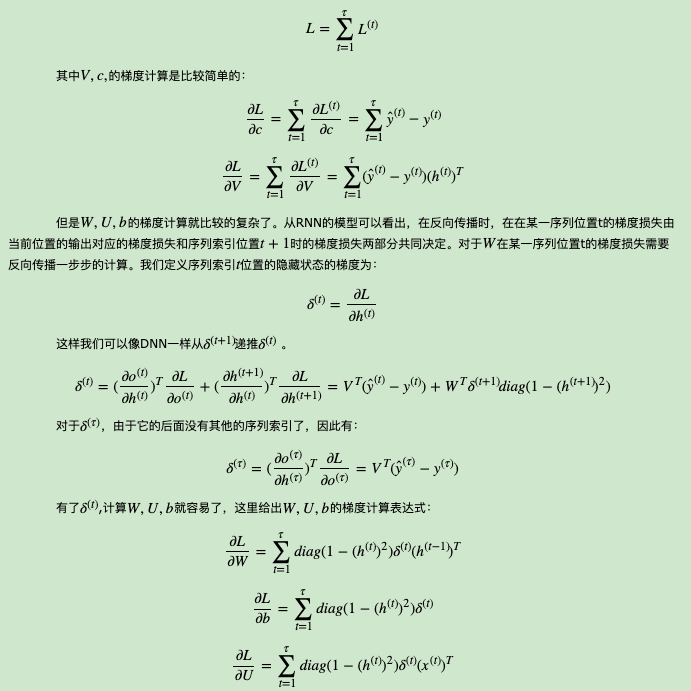 $L = \sum_{t=1}^{\tau} L^{(t)}$
其中$V, c,$的梯度计算是比较简单的:
$\frac{\partial L}{\partial c} = \sum_{t=1}^{\tau} \frac{\partial L^{(t)}}{\partial c} = \sum_{t=1}^{\tau} \hat{y}^{(t)} - y^{(t)}$
$\frac{\partial L}{\partial V} = \sum_{t=1}^{\tau} \frac{\partial L^{(t)}}{\partial V} = \sum_{t=1}^{\tau} (\hat{y}^{(t)} - y^{(t)})(h^{(t)})^T$
但是$W, U, b$的梯度计算就比较的复杂了。从RNN的模型可以看出，在反向传播时，在在某一序列位置t的梯度损失由
当前位置的输出对应的梯度损失和序列索引位置$t + 1$时的梯度损失两部分共同决定。对于$W$在某一序列位置t的梯度损失需要
反向传播一步步的计算。我们定义序列索引$t$位置的隐藏状态的梯度为:
$\delta^{(t)} = \frac{\partial L}{\partial h^{(t)}}$
这样我们可以像DNN一样从$\delta^{(t+1)}$递推$\delta^{(t)}$ 。
$\delta^{(t)} = (\frac{\partial o^{(t)}}{\partial h^{(t)}})^T \frac{\partial L}{\partial o^{(t)}} + (\frac{\partial h^{(t+1)}}{\partial h^{(t)}})^T \frac{\partial L}{\partial h^{(t+1)}} = V^T(\hat{y}^{(t)} - y^{(t)}) + W^T \delta^{(t+1)} diag(1 - (h^{(t+1)})^2)$
对于$\delta^{(\tau)}$，由于它的后面没有其他的序列索引了，因此有:
$\delta^{(\tau)} = (\frac{\partial o^{(\tau)}}{\partial h^{(\tau)}})^T \frac{\partial L}{\partial o^{(\tau)}} = V^T(\hat{y}^{(\tau)} - y^{(\tau)})$
有了$\delta^{(t)}$,计算$W, U, b$就容易了，这里给出$W, U, b$的梯度计算表达式:
$\frac{\partial L}{\partial W} = \sum_{t=1}^{\tau} diag(1 - (h^{(t)})^2)\delta^{(t)}(h^{(t-1)})^T$
$\frac{\partial L}{\partial b} = \sum_{t=1}^{\tau} diag(1 - (h^{(t)})^2)\delta^{(t)}$
$\frac{\partial L}{\partial U} = \sum_{t=1}^{\tau} diag(1 - (h^{(t)})^2)\delta^{(t)}(x^{(t)})^T$